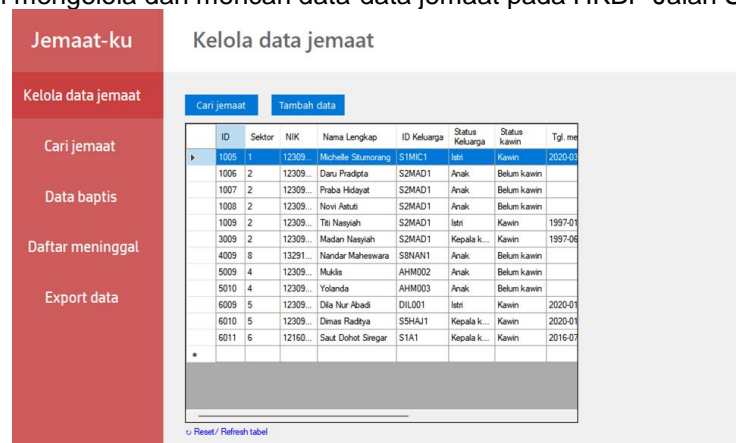 mengelola dan mencari data-data jemaat pada HKBP Jalan
Jemaat-ku
Kelola data jemaat
Kelola data jemaat
Cari jemaat
Data baptis
Daftar meninggal
Export data
Cari jemaat Tambah data
ID Sektor NIK Nama Lengkap ID Keluarga Status Keluarga Status kawin Tgl. me
1005 1 12309... Michelle Situmorang S1MIC1 Istri Kawin 2020-03
1006 2 12309... Daru Pradipta S2MAD1 Anak Belum kawin
1007 2 12309... Praba Hidayat S2MAD1 Anak Belum kawin
1008 2 12309... Novi Astuti S2MAD1 Anak Belum kawin
1009 2 12309... Titi Nasyiah S2MAD1 Istri Kawin 1997-01
3009 2 12309... Madan Nasyiah S2MAD1 Kepala k... Kawin 1997-06
4009 8 13291... Nandar Maheswara S8NAN1 Anak Belum kawin
5009 4 12309... Muklis AHM002 Anak Belum kawin
5010 4 12309... Yolanda AHM003 Anak Belum kawin
6009 5 12309... Dila Nur Abadi DIL001 Istri Kawin 2020-01
6010 5 12309... Dimas Raditya S5HAJ1 Kepala k... Kawin 2020-01
6011 6 12160... Saut Dohot Siregar S1A1 Kepala k... Kawin 2016-07
↻ Reset/ Refresh tabel